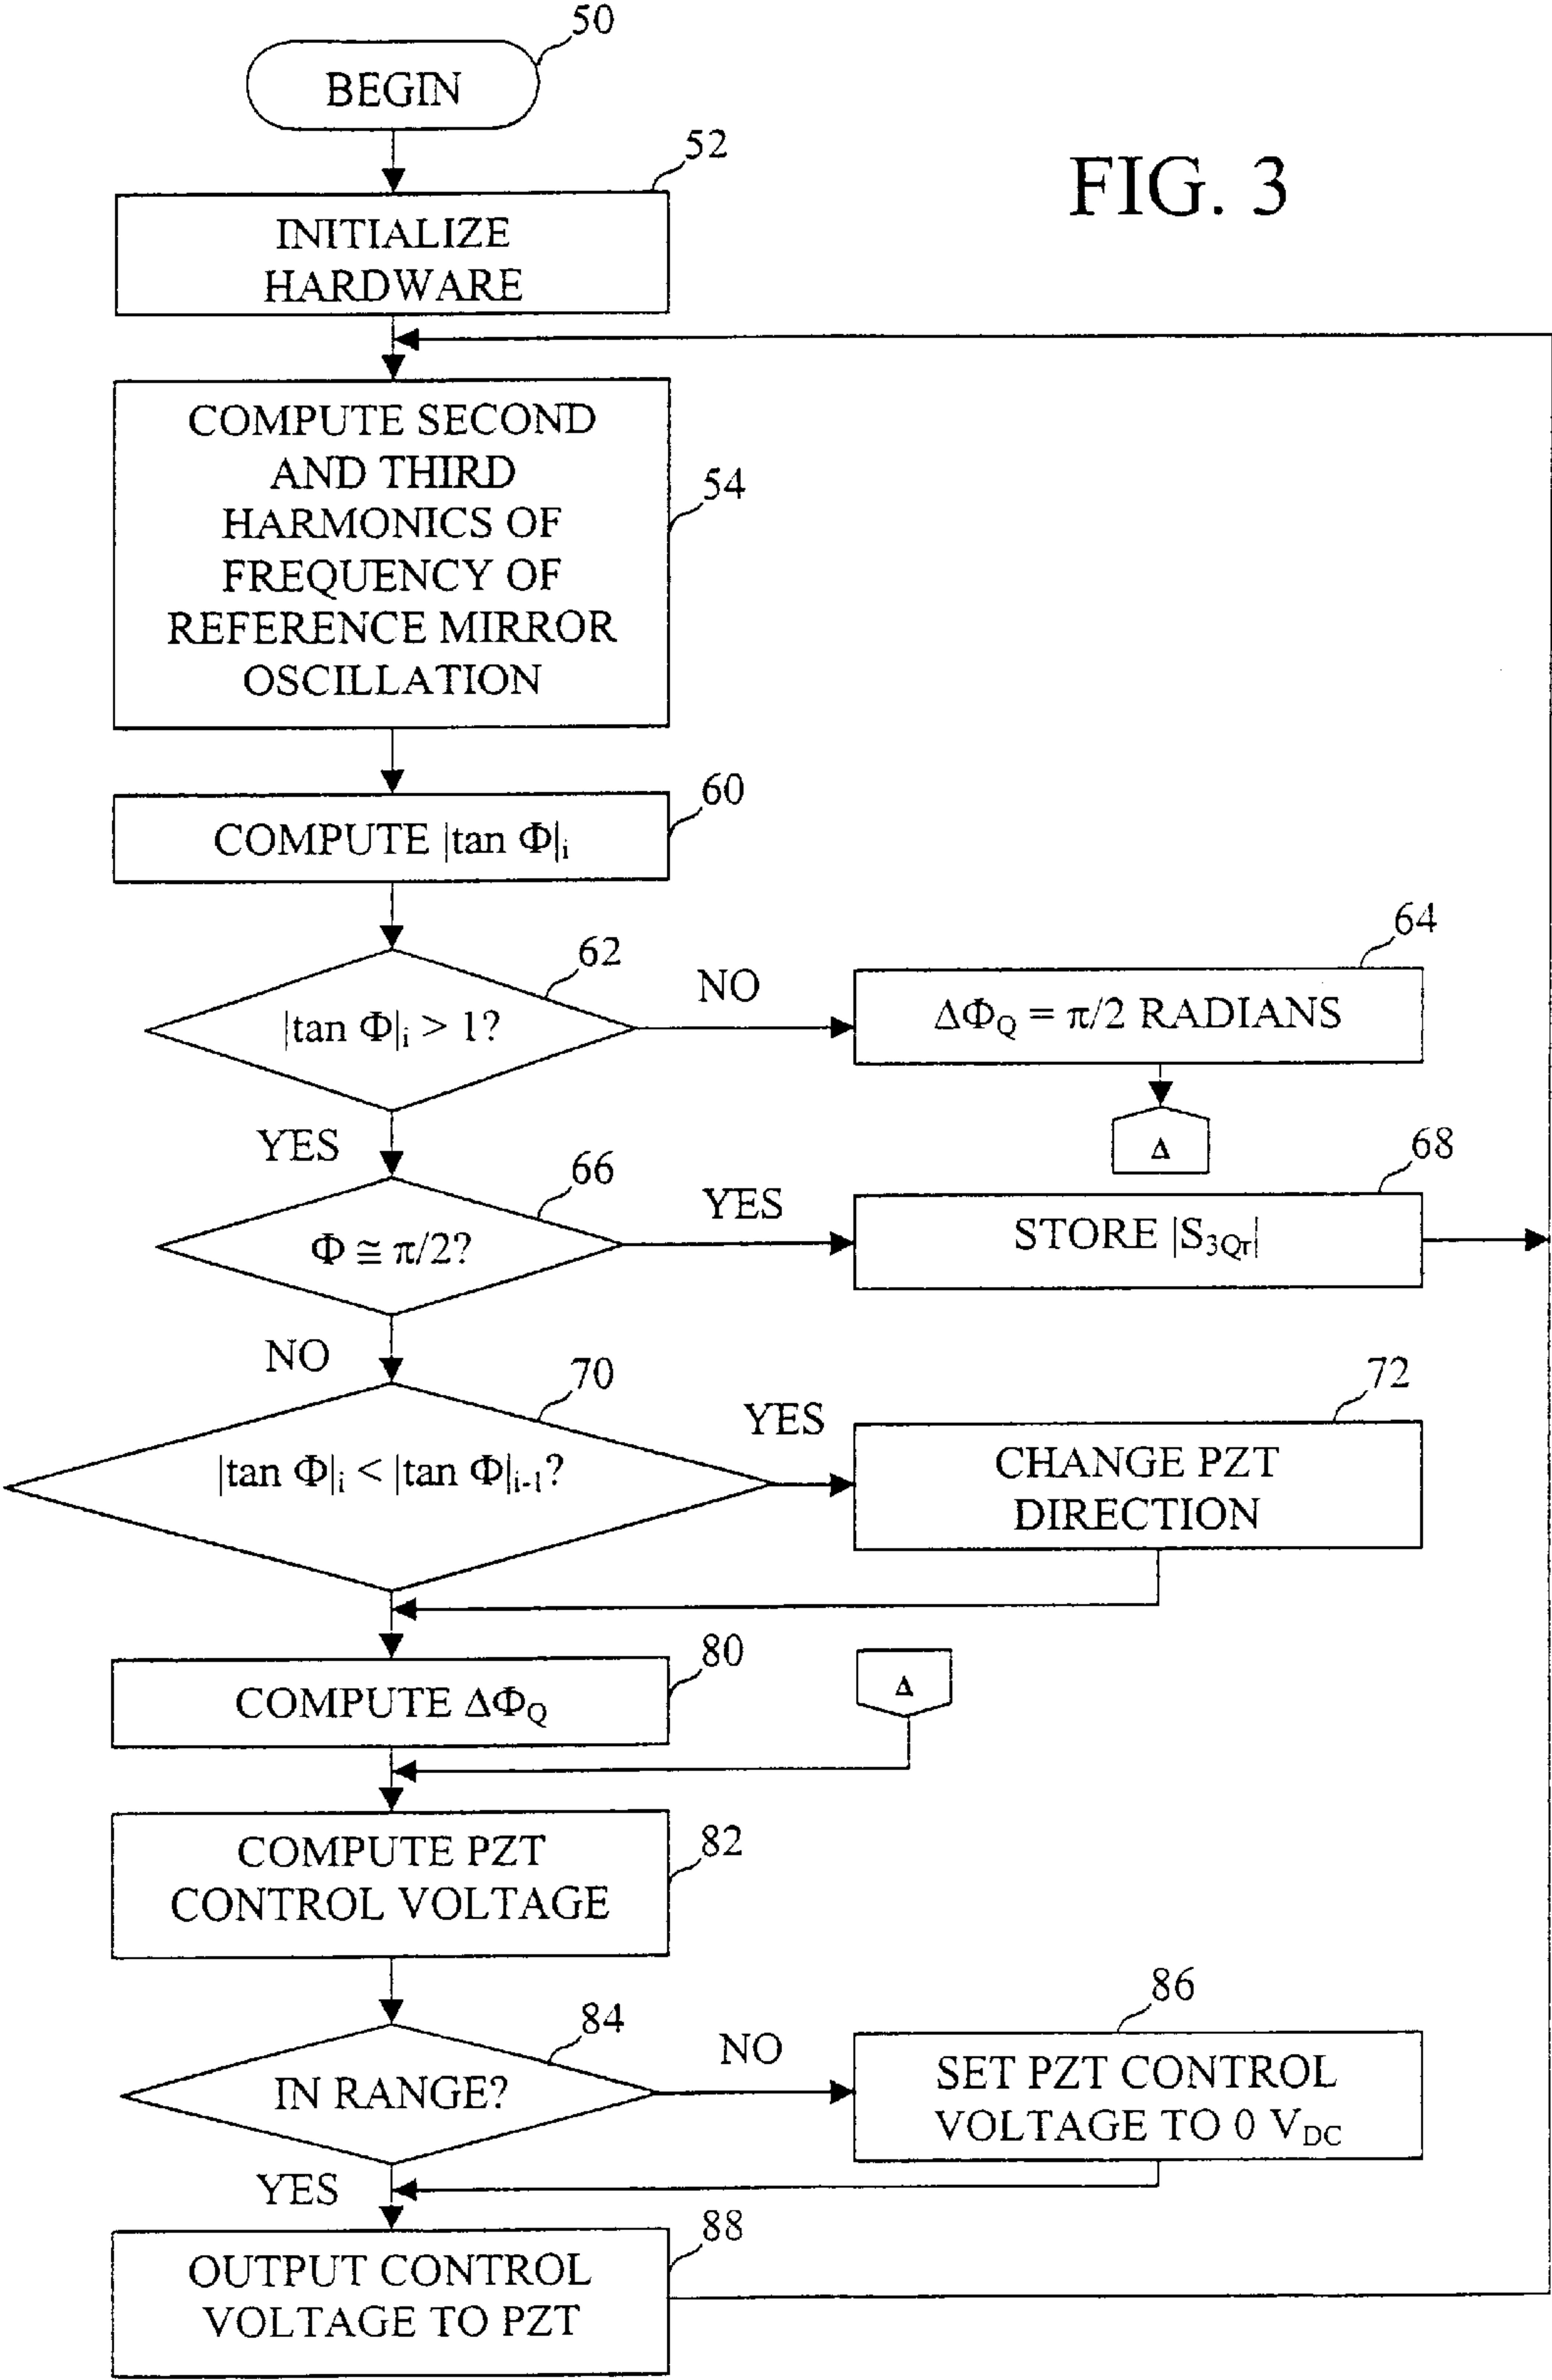 50
BEGIN
52
FIG. 3
INITIALIZE
HARDWARE
COMPUTE SECOND
AND THIRD
HARMONICS OF
FREQUENCY OF
REFERENCE MIRROR
OSCILLATION
54
60
COMPUTE |tan Φ|i
62
|tan Φ|i > 1?
NO
64
ΔΦQ = π/2 RADIANS
Δ
YES
66
Φ ≅ π/2?
YES
68
STORE |S3Qr|
NO
70
|tan Φ|i < |tan Φ|i-1?
YES
72
CHANGE PZT
DIRECTION
80
COMPUTE ΔΦQ
Δ
COMPUTE PZT
CONTROL VOLTAGE
82
84
IN RANGE?
NO
86
SET PZT CONTROL
VOLTAGE TO 0 VDC
YES
88
OUTPUT CONTROL
VOLTAGE TO PZT